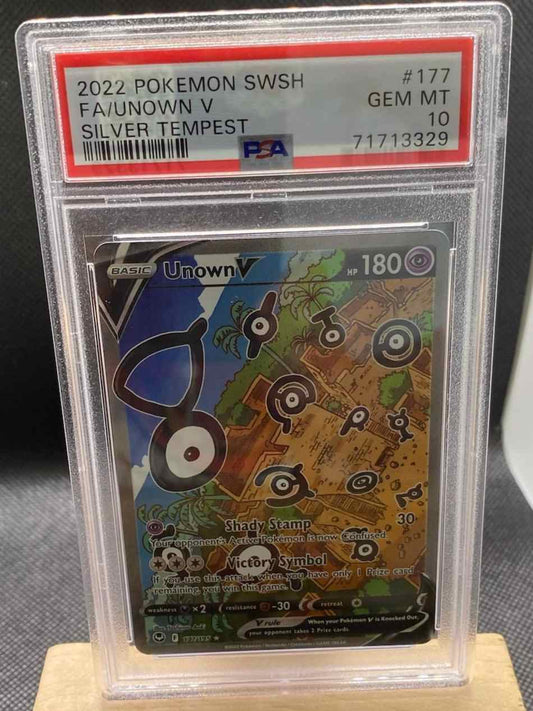 2022 POKEMON SWSH #177
FA/UNOWN V GEM MT
SILVER TEMPEST 10
PSA 71713329
BASIC Unown V HP 180
Shady Stamp 30
Your opponent's Active Pokémon is now Confused.
Victory Symbol
If you use this attack when you have only 1 Prize card
remaining, you win this game.
weakness ×2 resistance -30 retreat
V rule When your Pokémon V is Knocked Out,
your opponent takes 2 Prize cards.
F 177/195